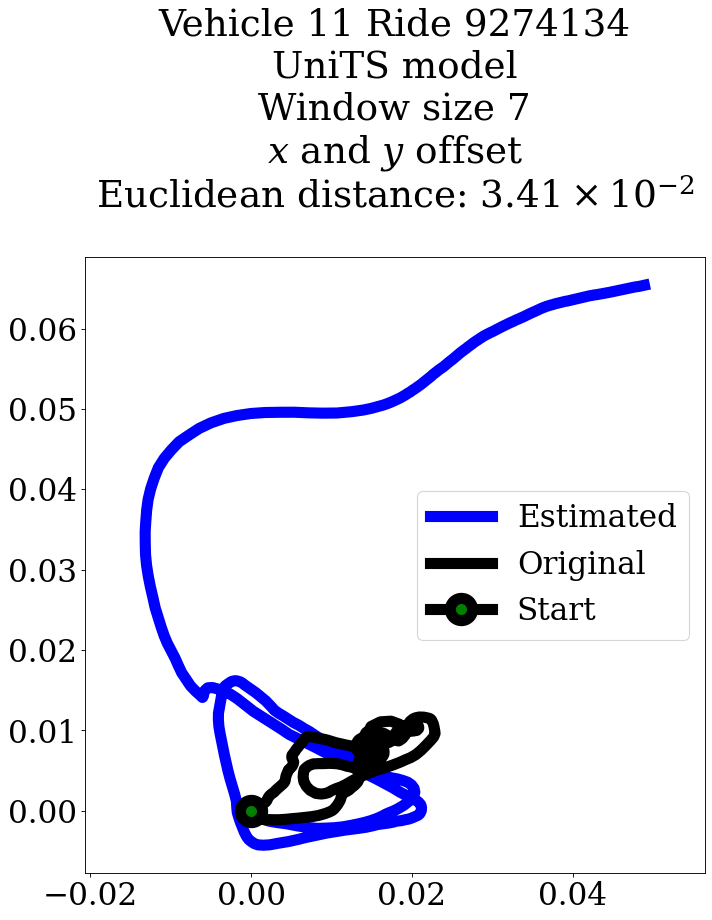 Vehicle 11 Ride 9274134
UniTS model
Window size 7
x and y offset
Euclidean distance: 3.41 × 10⁻²
0.06
0.05
0.04
0.03
0.02
0.01
0.00
Estimated
Original
Start
−0.02
0.00
0.02
0.04